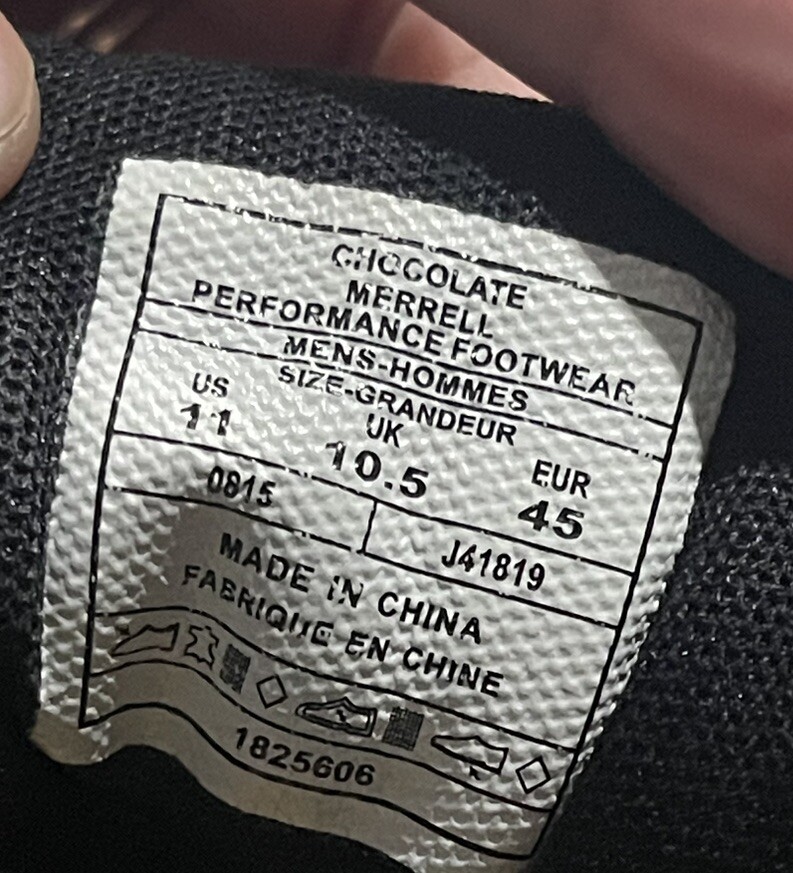 CHOCOLATE
MERRELL
PERFORMANCE FOOTWEAR
MENS-HOMMES
SIZE-GRANDEUR
US UK EUR
11 10.5 45
0815 J41819
MADE IN CHINA
FABRIQUE EN CHINE
1825606